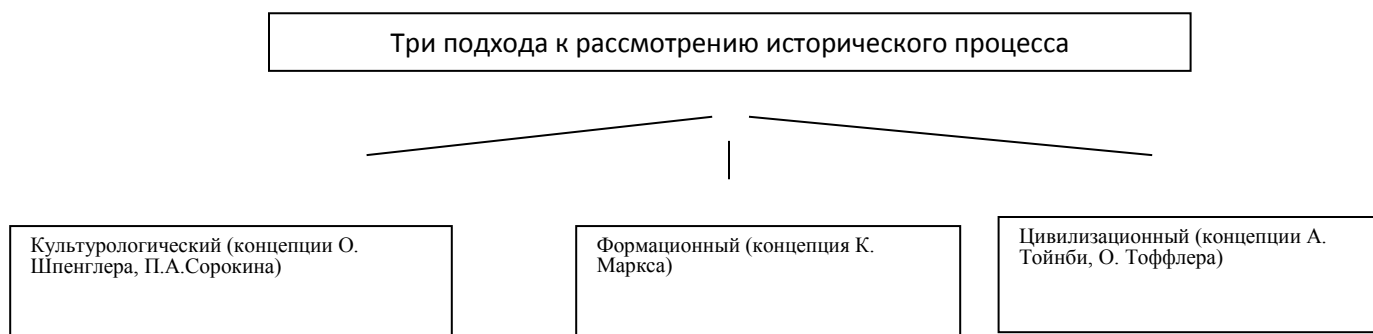 Три подхода к рассмотрению исторического процесса
Культурологический (концепции О.
Шпенглера, П.А.Сорокина)
Формационный (концепция К.
Маркса)
Цивилизационный (концепции А.
Тойнби, О. Тоффлера)